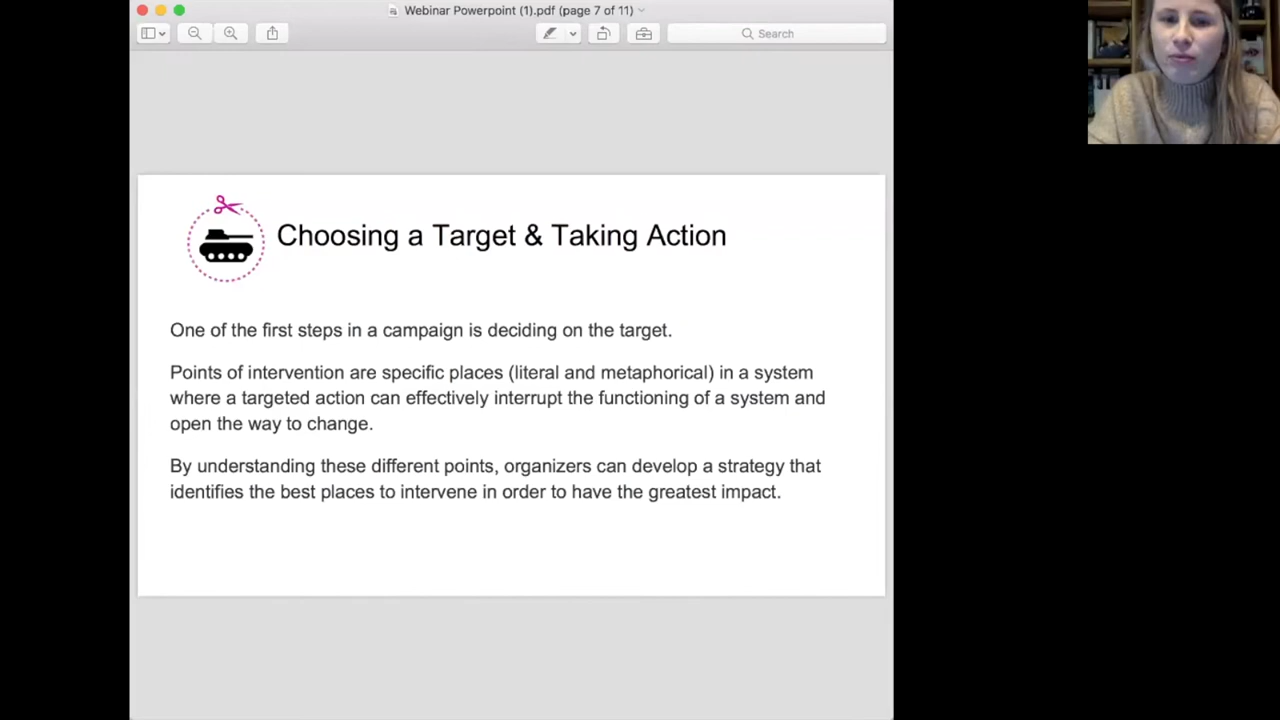 Webinar Powerpoint (1).pdf (page 7 of 11)
Search
Choosing a Target & Taking Action
One of the first steps in a campaign is deciding on the target.
Points of intervention are specific places (literal and metaphorical) in a system
where a targeted action can effectively interrupt the functioning of a system and
open the way to change.
By understanding these different points, organizers can develop a strategy that
identifies the best places to intervene in order to have the greatest impact.